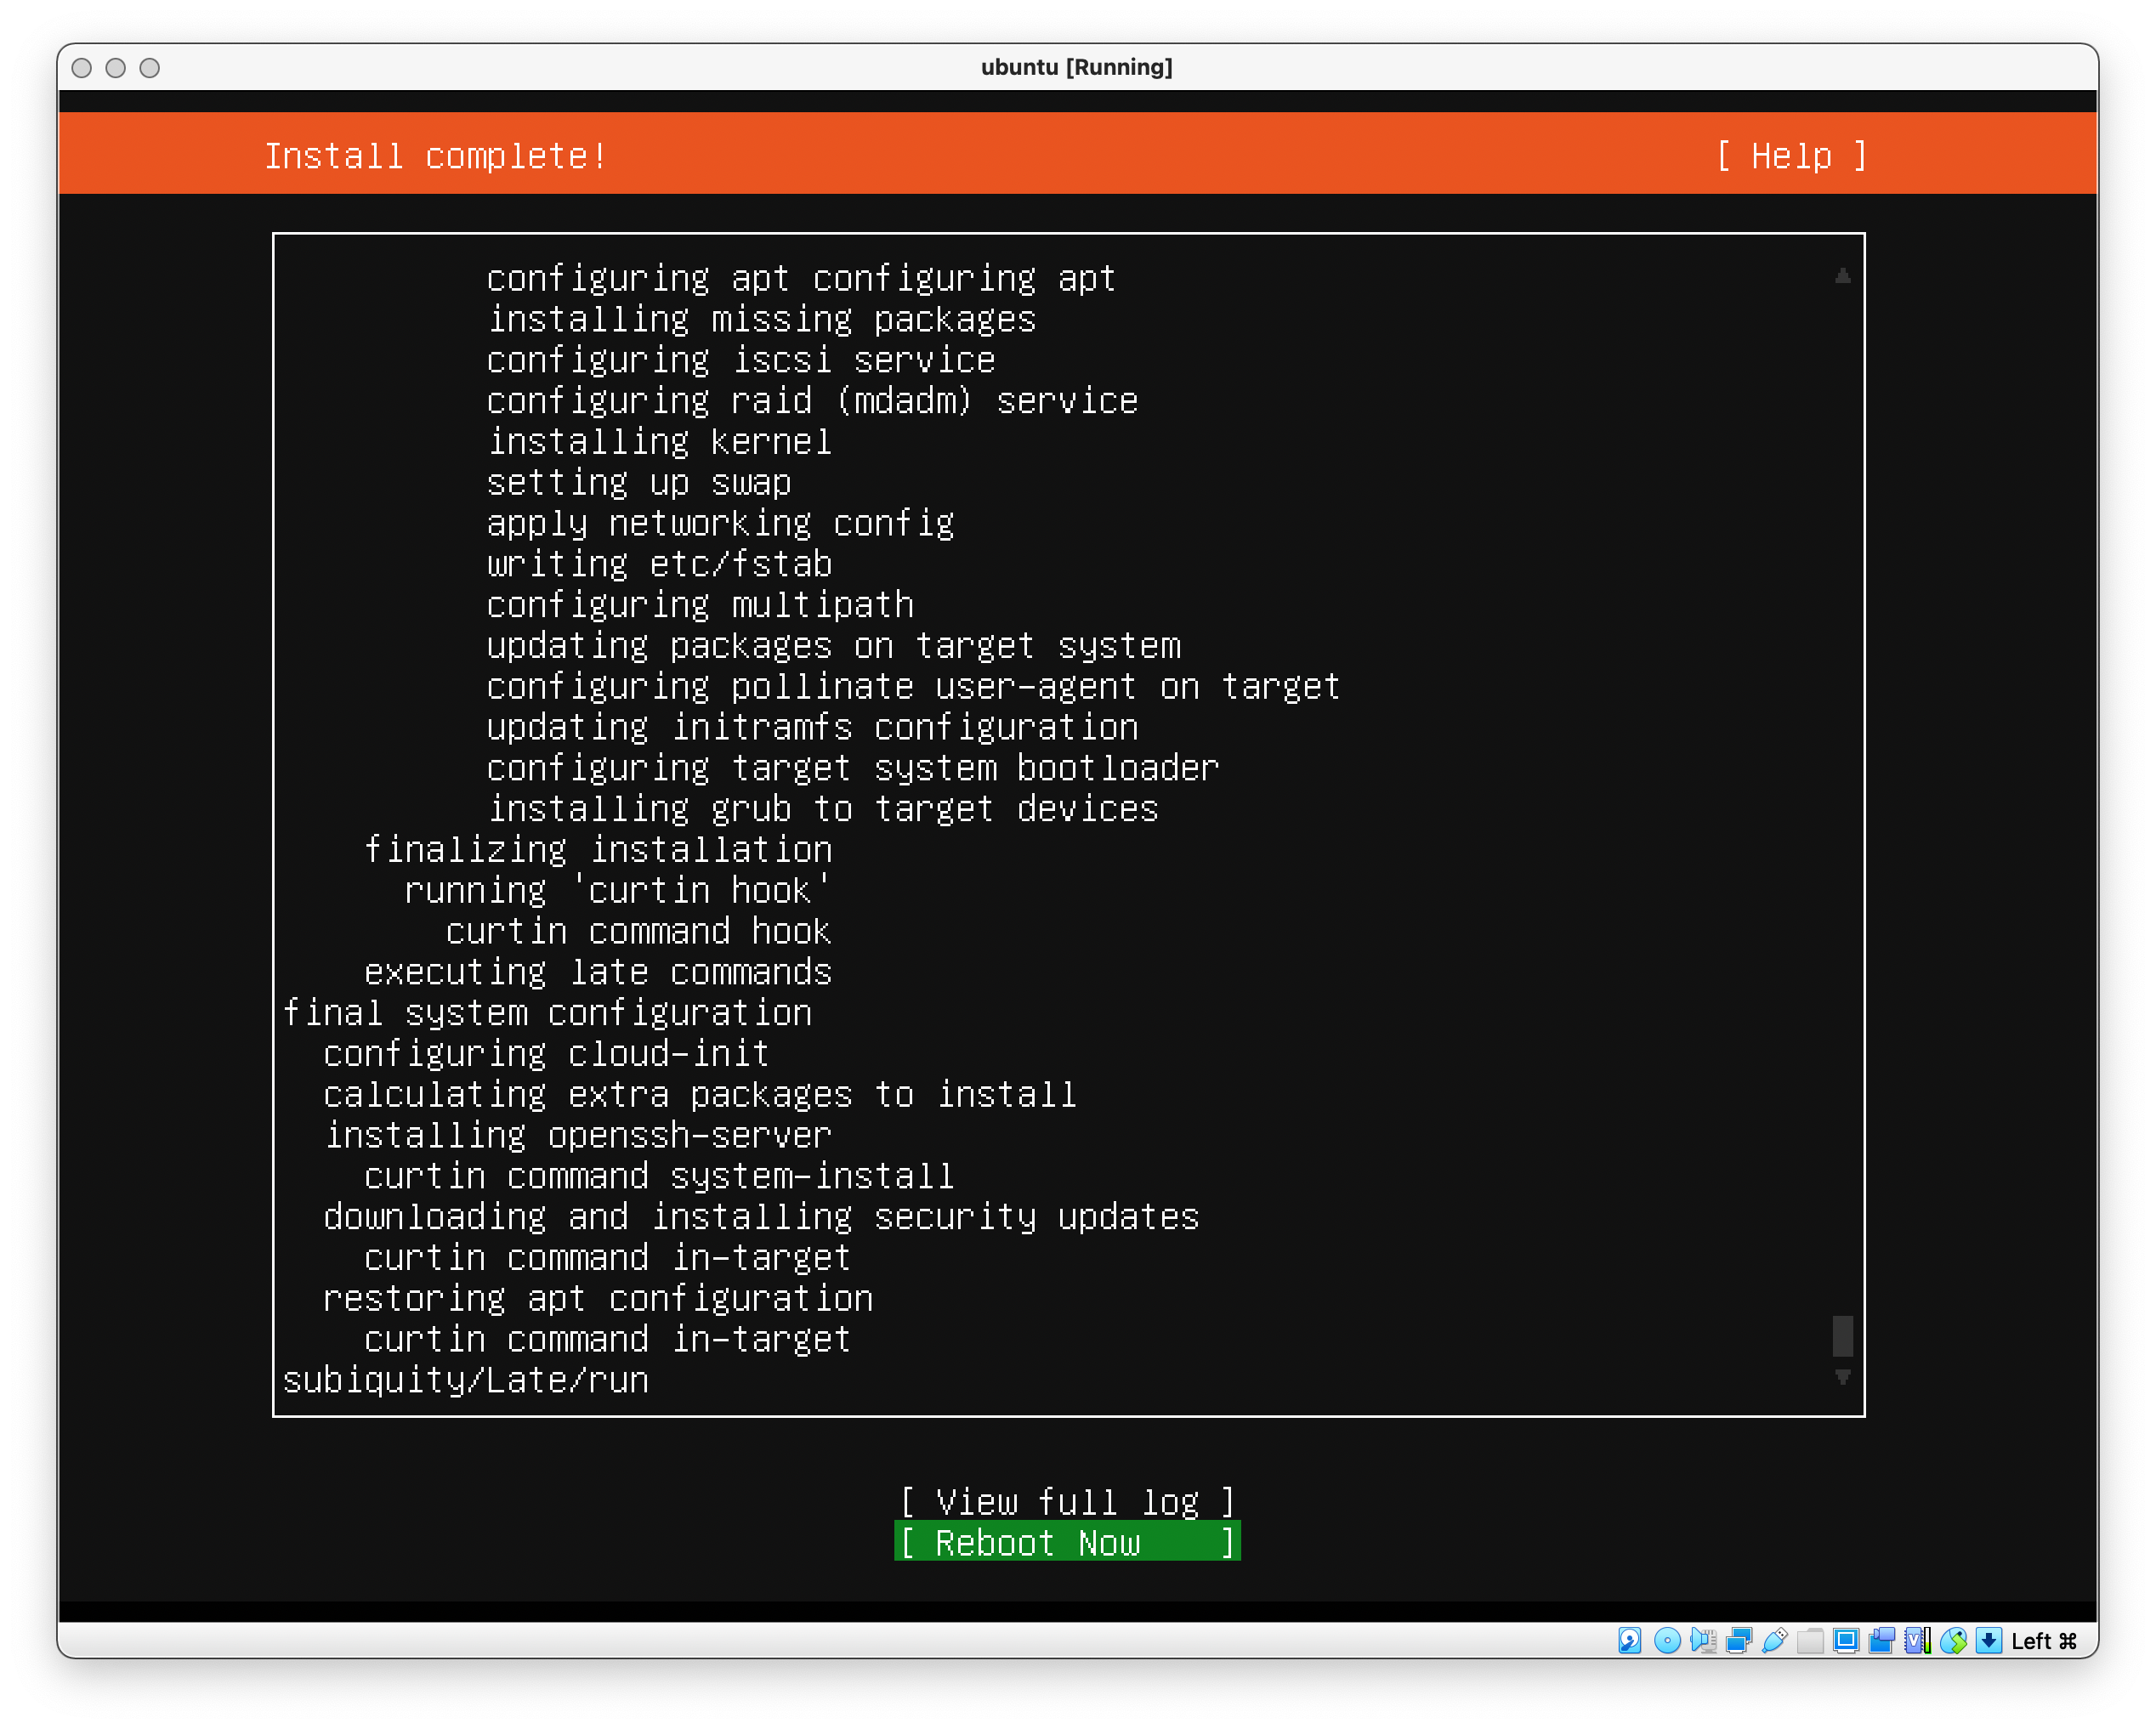 ubuntu [Running]
Install complete! [ Help ]
configuring apt configuring apt
installing missing packages
configuring iscsi service
configuring raid (mdadm) service
installing kernel
setting up swap
apply networking config
writing etc/fstab
configuring multipath
updating packages on target system
configuring pollinate user-agent on target
updating initramfs configuration
configuring target system bootloader
installing grub to target devices
finalizing installation
running 'curtin hook'
curtin command hook
executing late commands
final system configuration
configuring cloud-init
calculating extra packages to install
installing openssh-server
curtin command system-install
downloading and installing security updates
curtin command in-target
restoring apt configuration
curtin command in-target
subiquity/Late/run
[ View full log ]
[ Reboot Now ]
Left ⌘